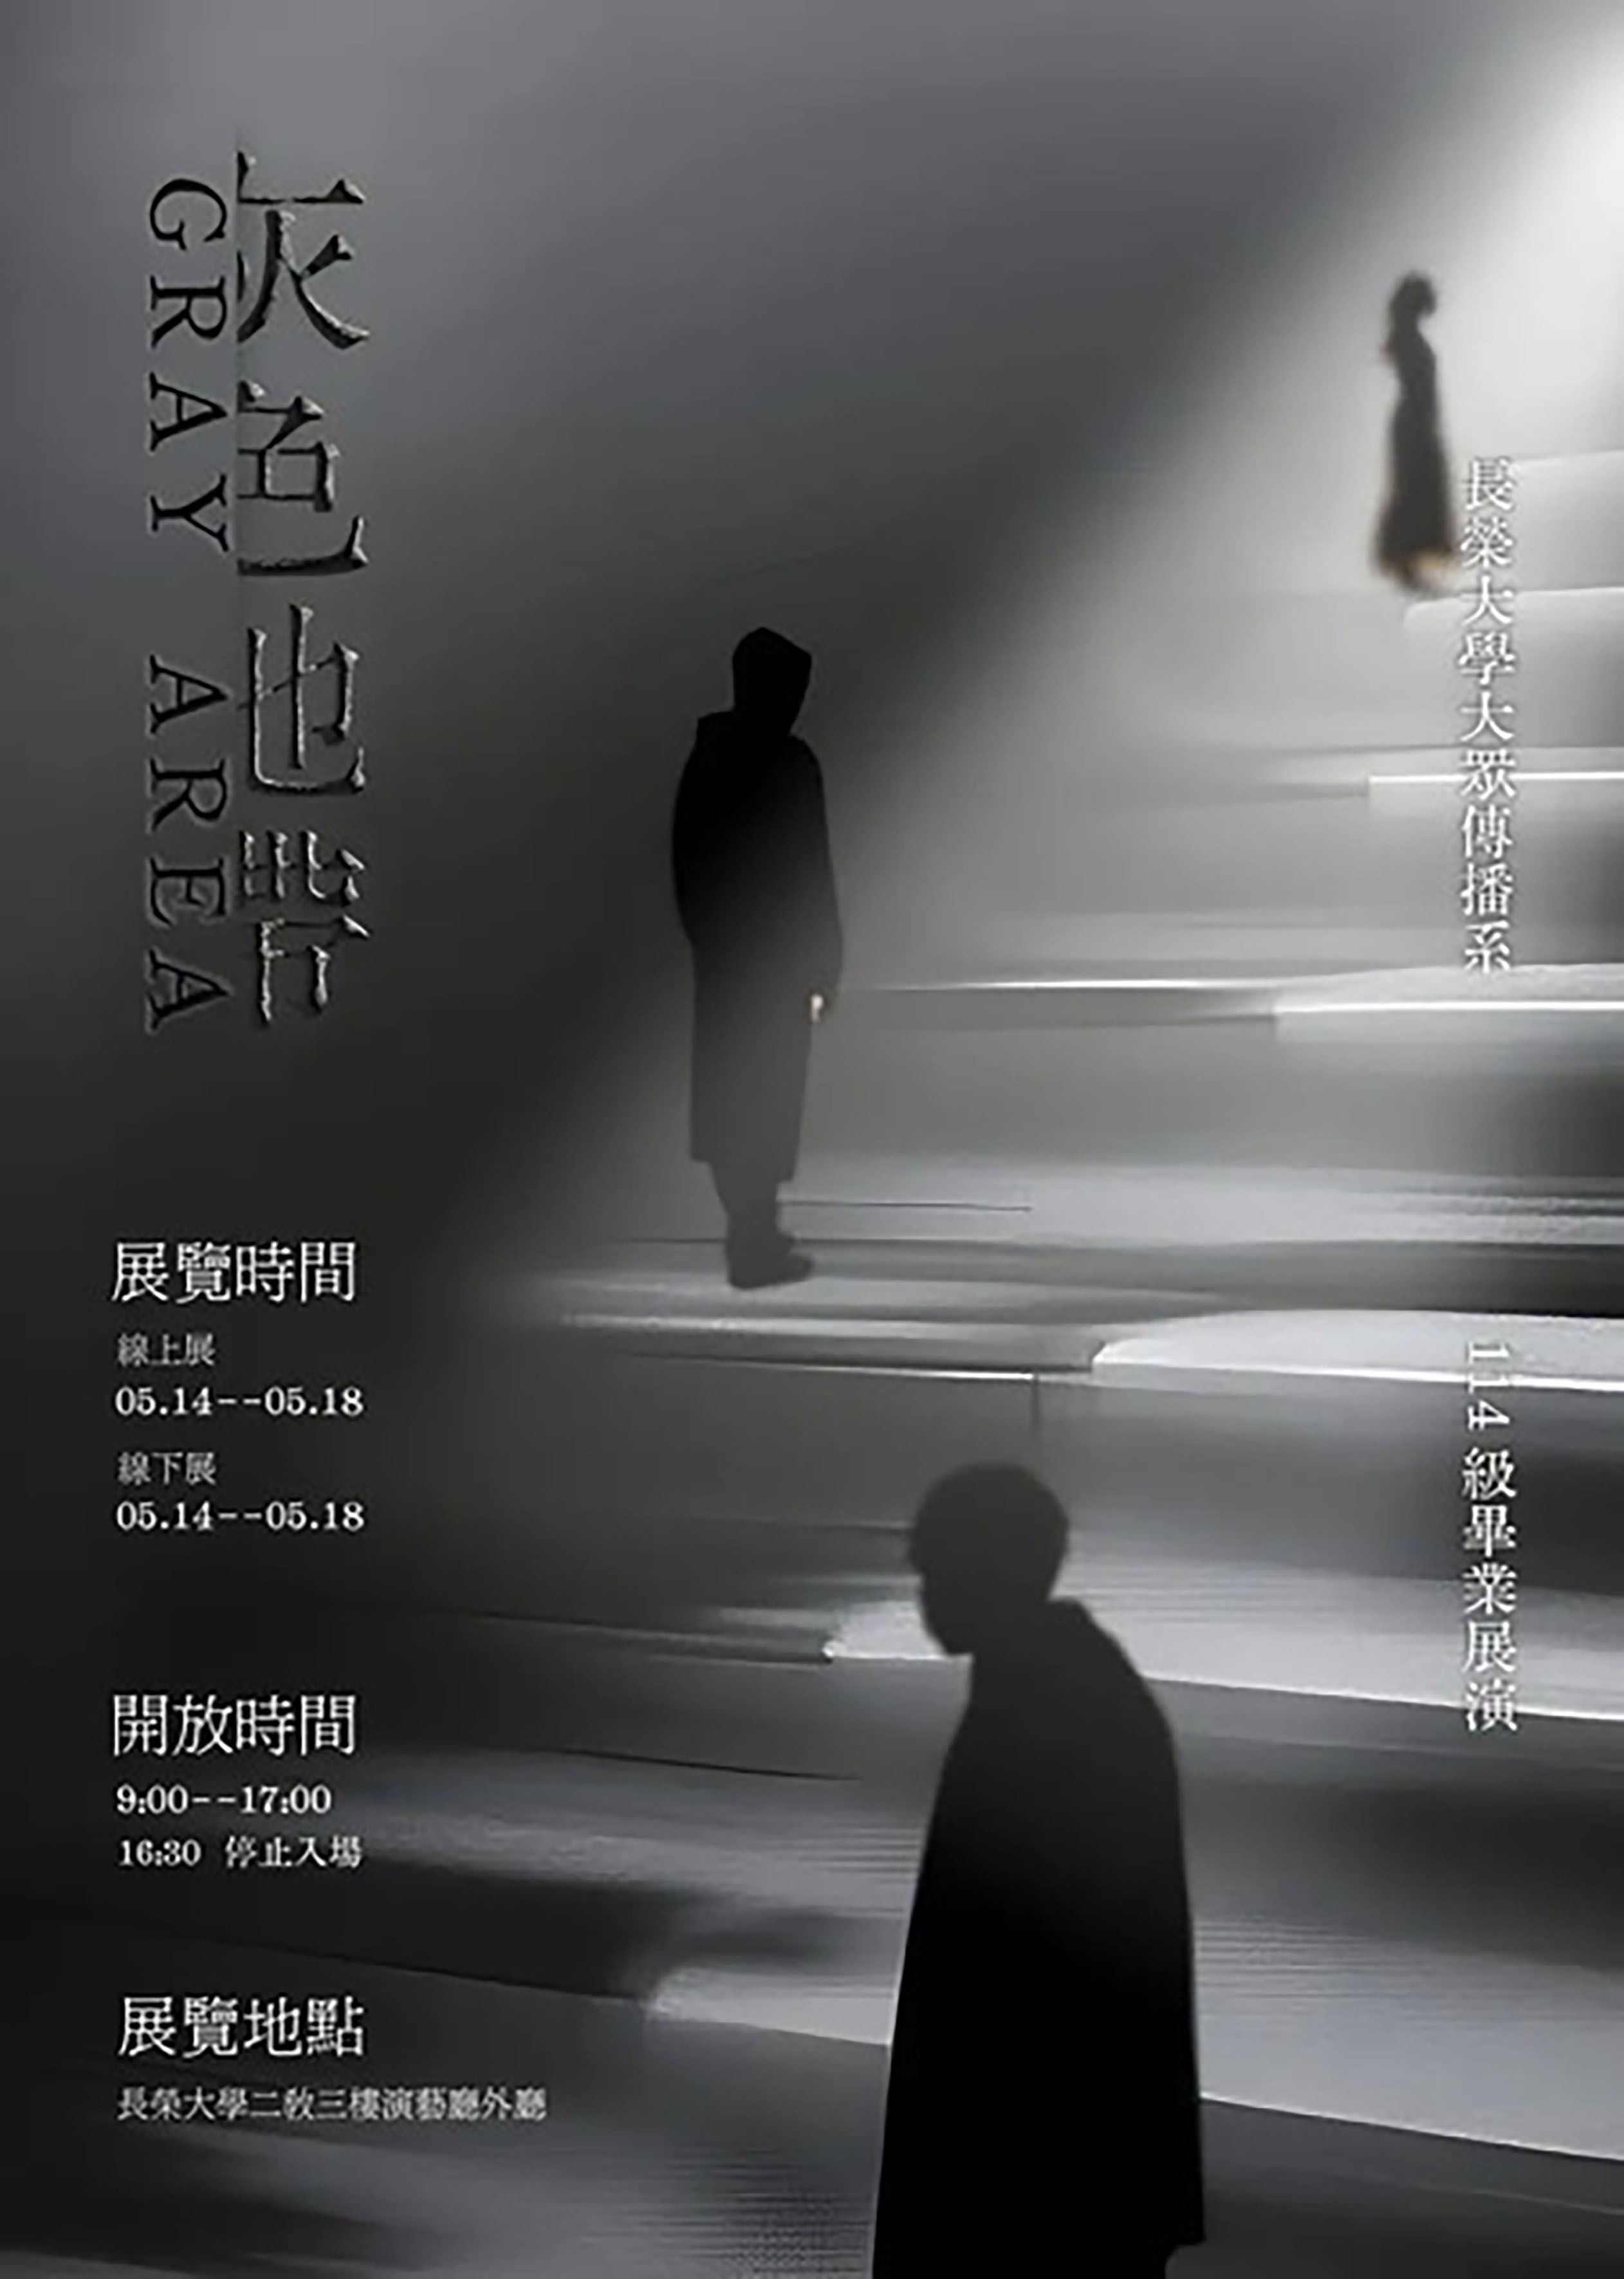 灰色地帶
GRAY AREA
長榮大學大眾傳播系
114級畢業展演
展覽時間
線上展
05.14--05.18
線下展
05.14--05.18
開放時間
9:00--17:00
16:30 停止入場
展覽地點
長榮大學二教三樓演藝廳外廳